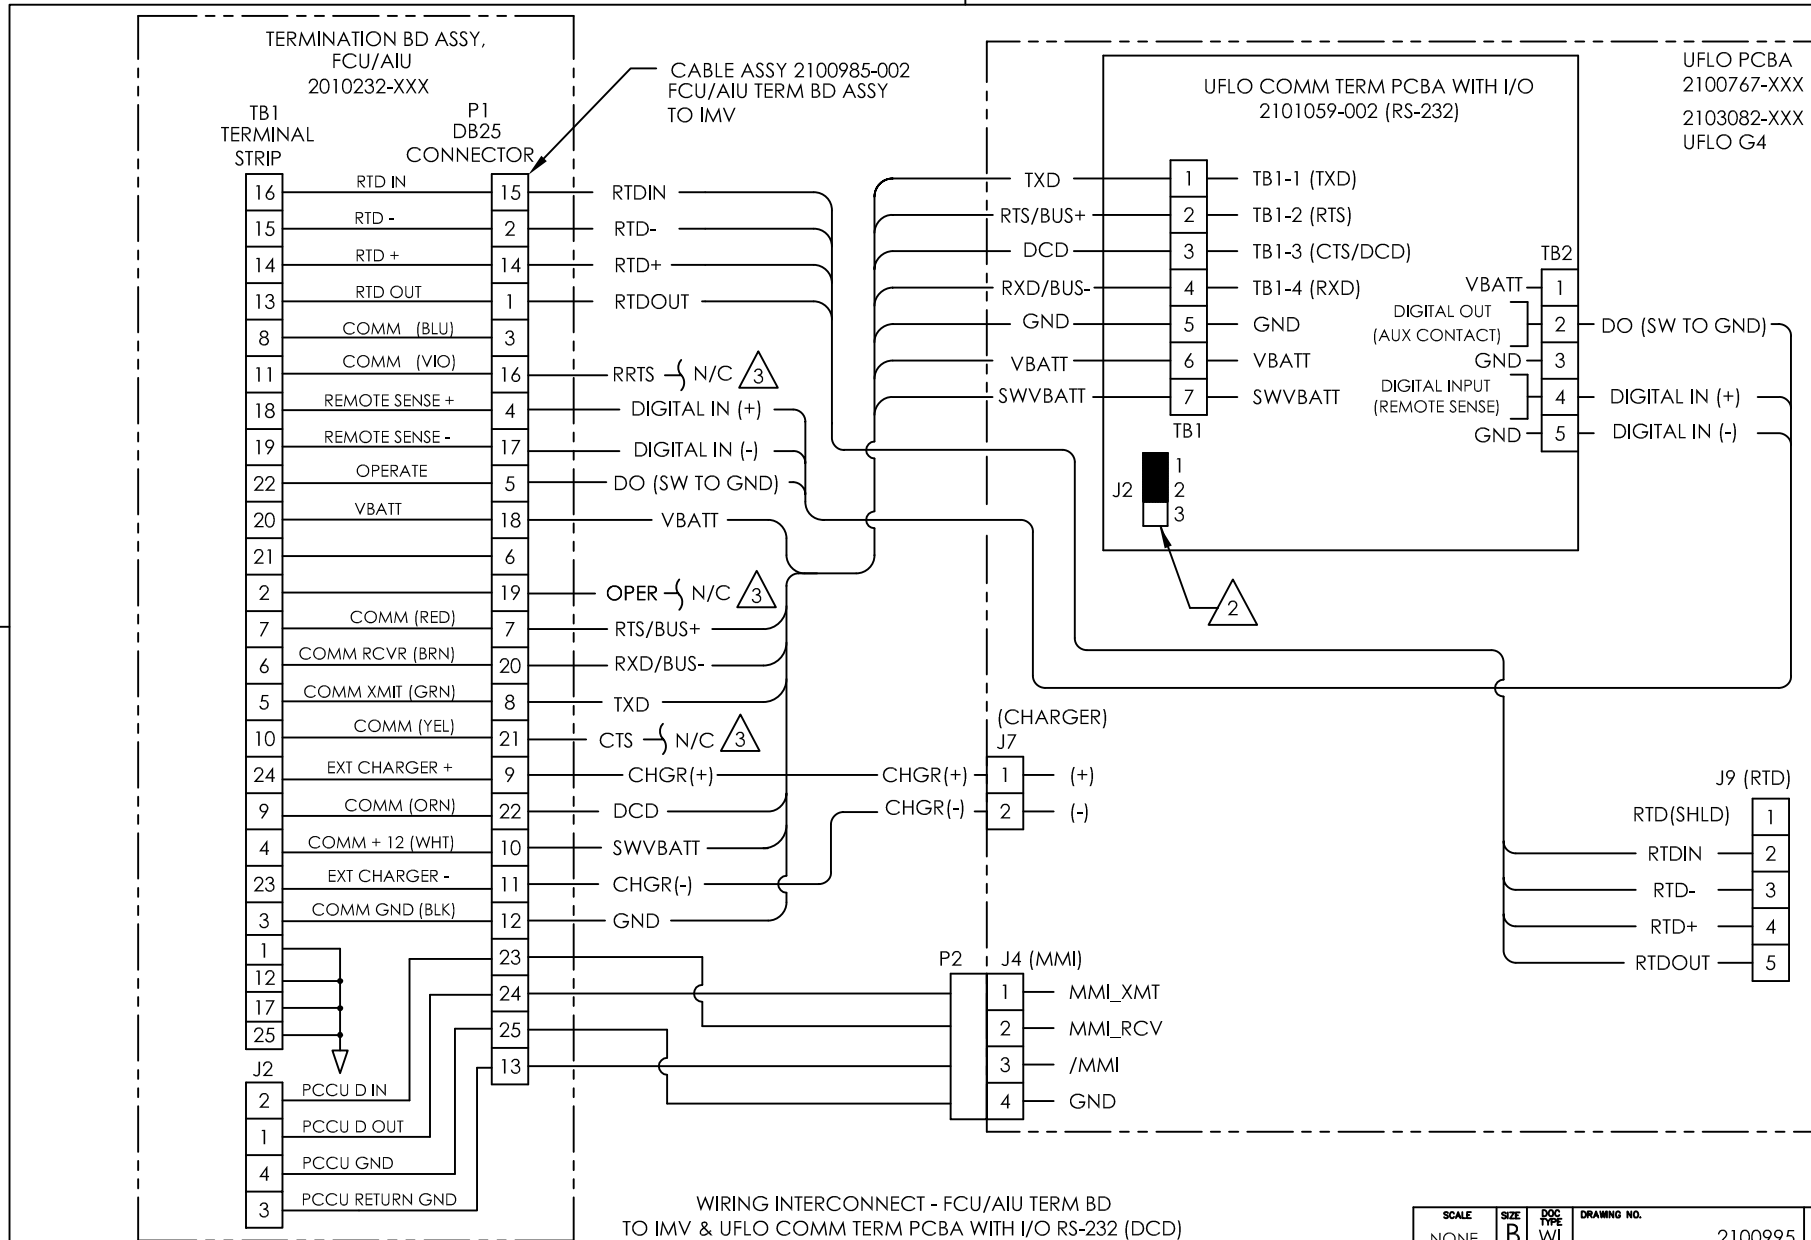 TERMINATION BD ASSY,
FCU/AIU
2010232-XXX
TB1
TERMINAL
STRIP
P1
DB25
CONNECTOR
CABLE ASSY 2100985-002
FCU/AIU TERM BD ASSY
TO IMV
UFLO PCBA
2100767-XXX
2103082-XXX
UFLO G4
UFLO COMM TERM PCBA WITH I/O
2101059-002 (RS-232)
16 RTD IN 15 RTDIN
15 RTD - 2 RTD-
14 RTD + 14 RTD+
13 RTD OUT 1 RTDOUT
8 COMM (BLU) 3
11 COMM (VIO) 16 RRTS N/C 3
18 REMOTE SENSE + 4 DIGITAL IN (+)
19 REMOTE SENSE - 17 DIGITAL IN (-)
22 OPERATE 5 DO (SW TO GND)
20 VBATT 18 VBATT
21 6
2 19 OPER N/C 3
7 COMM (RED) 7 RTS/BUS+
6 COMM RCVR (BRN) 20 RXD/BUS-
5 COMM XMIT (GRN) 8 TXD
10 COMM (YEL) 21 CTS N/C 3
24 EXT CHARGER + 9 CHGR(+)
9 COMM (ORN) 22 DCD
4 COMM + 12 (WHT) 10 SWVBATT
23 EXT CHARGER - 11 CHGR(-)
3 COMM GND (BLK) 12 GND
1 23
12 24
17 25
25 13
J2
2 PCCU D IN
1 PCCU D OUT
4 PCCU GND
3 PCCU RETURN GND
TXD 1 TB1-1 (TXD)
RTS/BUS+ 2 TB1-2 (RTS)
DCD 3 TB1-3 (CTS/DCD)
RXD/BUS- 4 TB1-4 (RXD)
GND 5 GND
VBATT 6 VBATT
SWVBATT 7 SWVBATT
TB1
TB2
VBATT 1
DIGITAL OUT
(AUX CONTACT)
2 DO (SW TO GND)
GND 3
DIGITAL INPUT
(REMOTE SENSE)
4 DIGITAL IN (+)
GND 5 DIGITAL IN (-)
J2
1
2
3
2
(CHARGER)
J7
CHGR(+) 1 (+)
CHGR(-) 2 (-)
J9 (RTD)
RTD(SHLD) 1
RTDIN 2
RTD- 3
RTD+ 4
RTDOUT 5
P2 J4 (MMI)
1 MMI_XMT
2 MMI_RCV
3 /MMI
4 GND
WIRING INTERCONNECT - FCU/AIU TERM BD
TO IMV & UFLO COMM TERM PCBA WITH I/O RS-232 (DCD)
SCALE SIZE DOC TYPE DRAWING NO.
NONE B WI 2100995